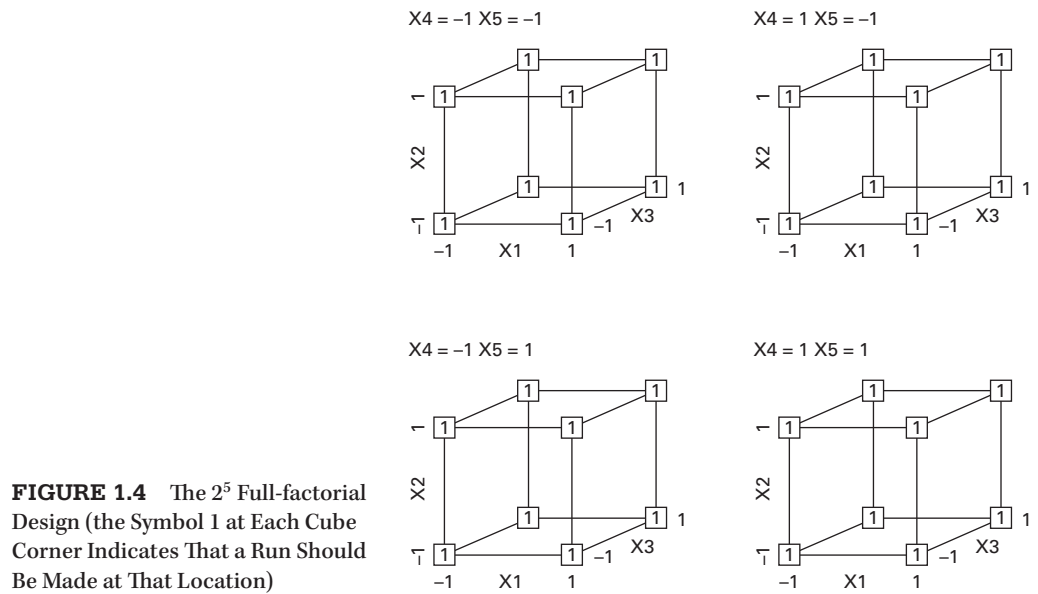 X4 = –1 X5 = –1
1 1
1 1 1
X2
1 1 1
–1 1 1 –1 X3
–1 X1 1
X4 = 1 X5 = –1
1 1
1 1 1
X2
1 1 1
–1 1 1 –1 X3
–1 X1 1
X4 = –1 X5 = 1
1 1
1 1 1
X2
1 1 1
–1 1 1 –1 X3
–1 X1 1
X4 = 1 X5 = 1
1 1
1 1 1
X2
1 1 1
–1 1 1 –1 X3
–1 X1 1
FIGURE 1.4 The 2⁵ Full-factorial
Design (the Symbol 1 at Each Cube
Corner Indicates That a Run Should
Be Made at That Location)